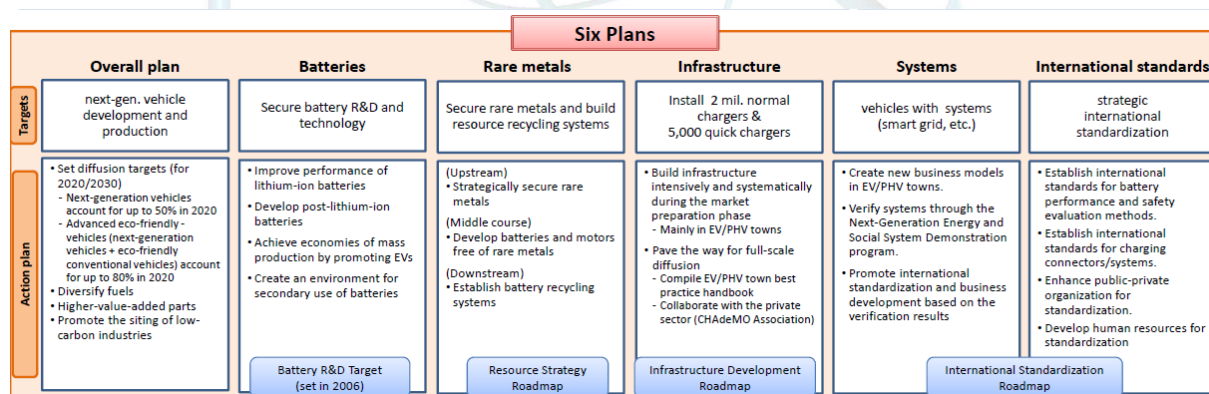 Six Plans
Overall plan
Batteries
Rare metals
Infrastructure
Systems
International standards
Targets
next-gen. vehicle
development and
production
Secure battery R&D and
technology
Secure rare metals and build
resource recycling systems
Install 2 mil. normal
chargers &
5,000 quick chargers
vehicles with systems
(smart grid, etc.)
strategic
international
standardization
Action plan
• Set diffusion targets (for
2020/2030)
- Next-generation vehicles
account for up to 50% in 2020
- Advanced eco-friendly -
vehicles (next-generation
vehicles + eco-friendly
conventional vehicles) account
for up to 80% in 2020
• Diversify fuels
• Higher-value-added parts
• Promote the siting of low-
carbon industries
• Improve performance of
lithium-ion batteries
• Develop post-lithium-ion
batteries
• Achieve economies of mass
production by promoting EVs
• Create an environment for
secondary use of batteries
Battery R&D Target
(set in 2006)
(Upstream)
• Strategically secure rare
metals
(Middle course)
• Develop batteries and motors
free of rare metals
(Downstream)
• Establish battery recycling
systems
Resource Strategy
Roadmap
• Build infrastructure
intensively and systematically
during the market
preparation phase
- Mainly in EV/PHV towns
• Pave the way for full-scale
diffusion
- Compile EV/PHV town best
practice handbook
- Collaborate with the private
sector (CHAdeMO Association)
Infrastructure Development
Roadmap
• Create new business models
in EV/PHV towns.
• Verify systems through the
Next-Generation Energy and
Social System Demonstration
program.
• Promote international
standardization and business
development based on the
verification results
• Establish international
standards for battery
performance and safety
evaluation methods.
• Establish international
standards for charging
connectors/systems.
• Enhance public-private
organization for
standardization.
• Develop human resources for
standardization
International Standardization
Roadmap